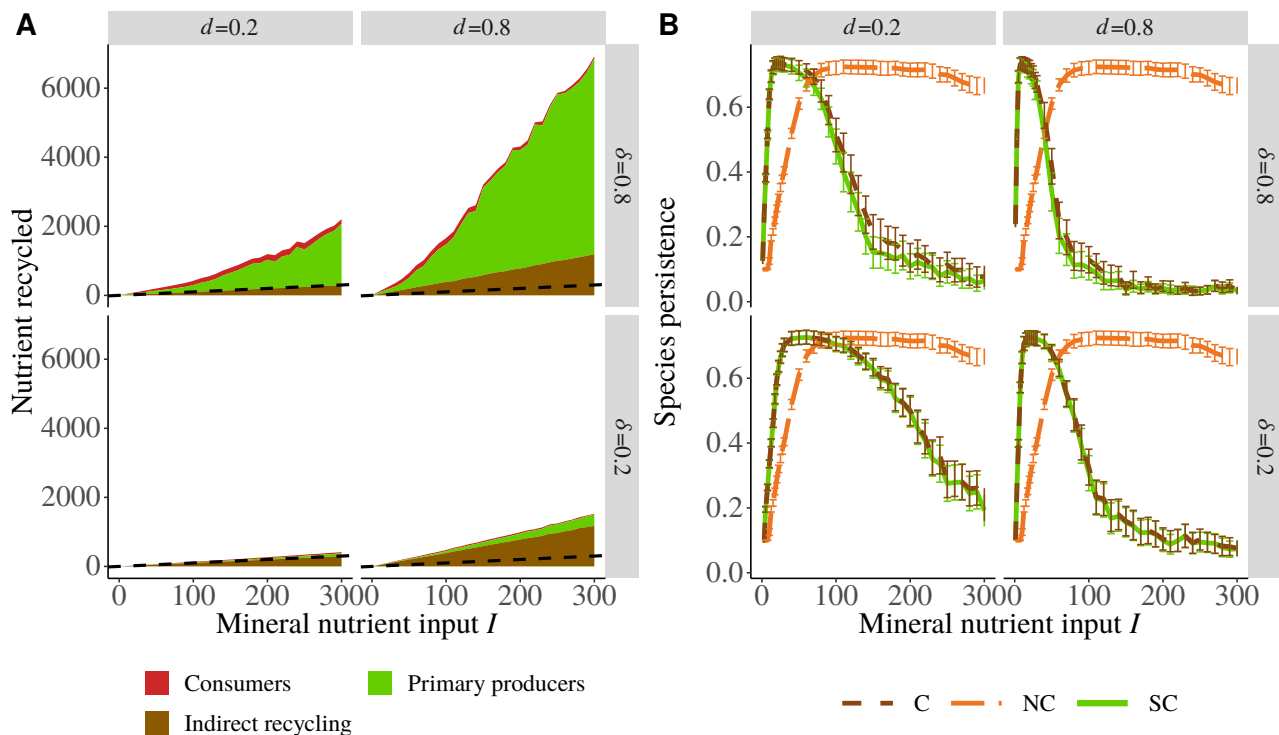 A
d=0.2
d=0.8
Nutrient recycled
6000
4000
2000
0
δ=0.8
6000
4000
2000
0
δ=0.2
0
100
200
300
0
100
200
300
Mineral nutrient input I
Consumers
Primary producers
Indirect recycling
B
d=0.2
d=0.8
Species persistence
0.6
0.4
0.2
0.0
δ=0.8
0.6
0.4
0.2
0.0
δ=0.2
0
100
200
300
0
100
200
300
Mineral nutrient input I
C
NC
SC